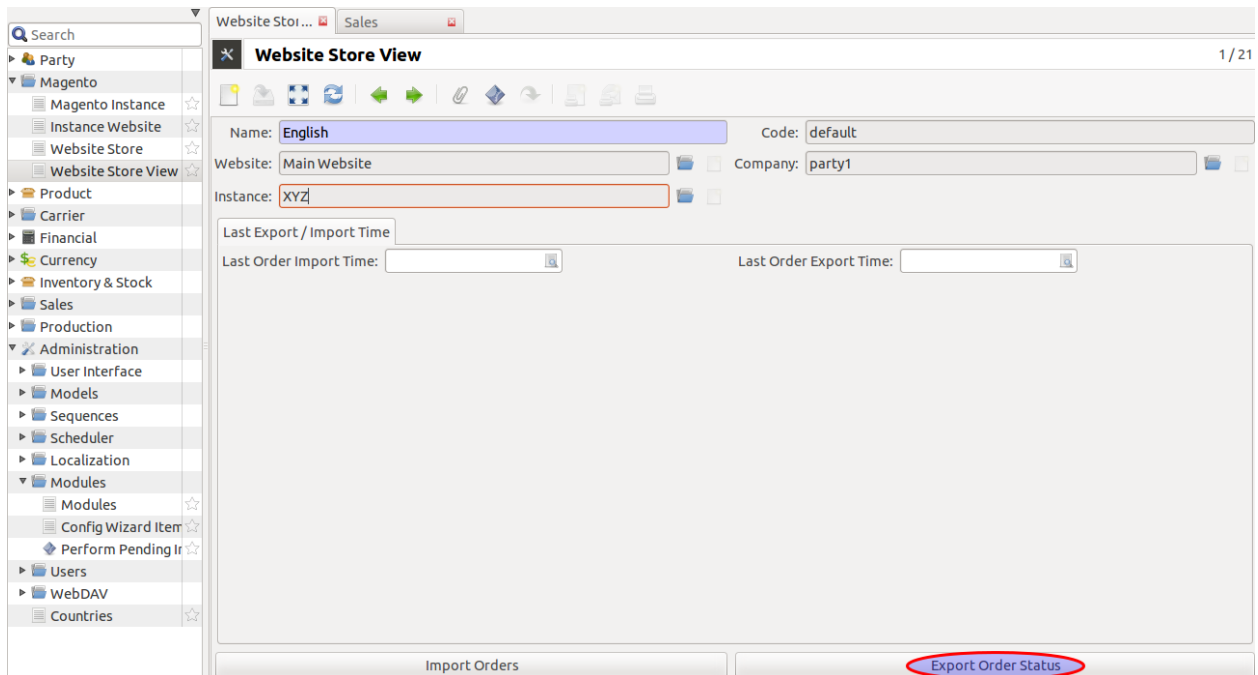 Search
Party
Magento
Magento Instance
Instance Website
Website Store
Website Store View
Product
Carrier
Financial
Currency
Inventory & Stock
Sales
Production
Administration
User Interface
Models
Sequences
Scheduler
Localization
Modules
Modules
Config Wizard Item
Perform Pending
Users
WebDAV
Countries
Website Stor... Sales
Website Store View 1 / 21
Name: English Code: default
Website: Main Website Company: party1
Instance: XYZ
Last Export / Import Time
Last Order Import Time: Last Order Export Time:
Import Orders Export Order Status